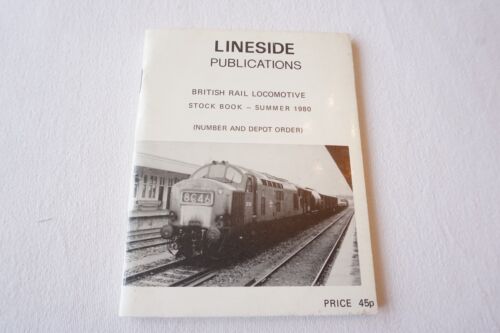 LINESIDE
PUBLICATIONS
BRITISH RAIL LOCOMOTIVE
STOCK BOOK – SUMMER 1980
(NUMBER AND DEPOT ORDER)
PRICE 45p